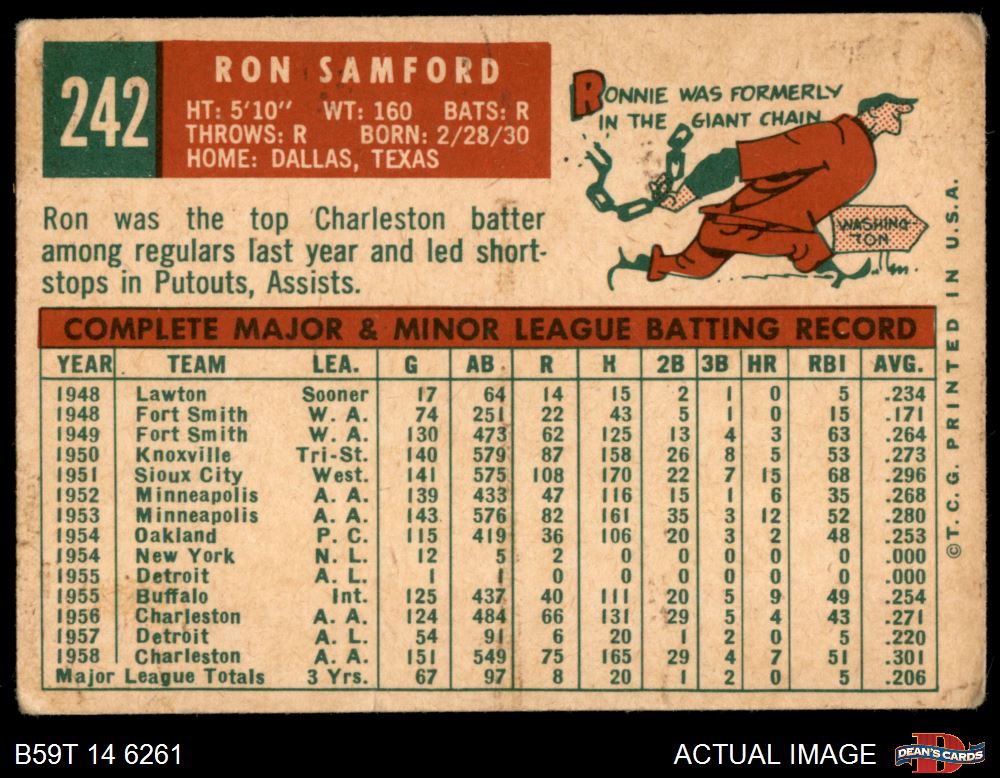 242
RON SAMFORD
HT: 5'10" WT: 160 BATS: R
THROWS: R BORN: 2/28/30
HOME: DALLAS, TEXAS
RONNIE WAS FORMERLY
IN THE GIANT CHAIN
WASHING-
TON
Ron was the top Charleston batter
among regulars last year and led short-
stops in Putouts, Assists.
COMPLETE MAJOR & MINOR LEAGUE BATTING RECORD
YEAR TEAM LEA. G AB R H 2B 3B HR RBI AVG.
1948 Lawton Sooner 17 64 14 15 2 1 0 5 .234
1948 Fort Smith W. A. 74 251 22 43 5 1 0 15 .171
1949 Fort Smith W. A. 130 473 62 125 13 4 3 63 .264
1950 Knoxville Tri-St. 140 579 87 158 26 8 5 53 .273
1951 Sioux City West. 141 575 108 170 22 7 15 68 .296
1952 Minneapolis A. A. 139 433 47 116 15 1 6 35 .268
1953 Minneapolis A. A. 143 576 82 161 35 3 12 52 .280
1954 Oakland P. C. 115 419 36 106 20 3 2 48 .253
1954 New York N. L. 12 5 2 0 0 0 0 0 .000
1955 Detroit A. L. 1 1 0 0 0 0 0 0 .000
1955 Buffalo Int. 125 437 40 111 20 5 9 49 .254
1956 Charleston A. A. 124 484 66 131 29 5 4 43 .271
1957 Detroit A. L. 54 91 6 20 1 2 0 5 .220
1958 Charleston A. A. 151 549 75 165 29 4 7 51 .301
Major League Totals 3 Yrs. 67 97 8 20 1 2 0 5 .206
©T.C.G. PRINTED IN U.S.A.
B59T 14 6261
ACTUAL IMAGE
DEAN'S CARDS